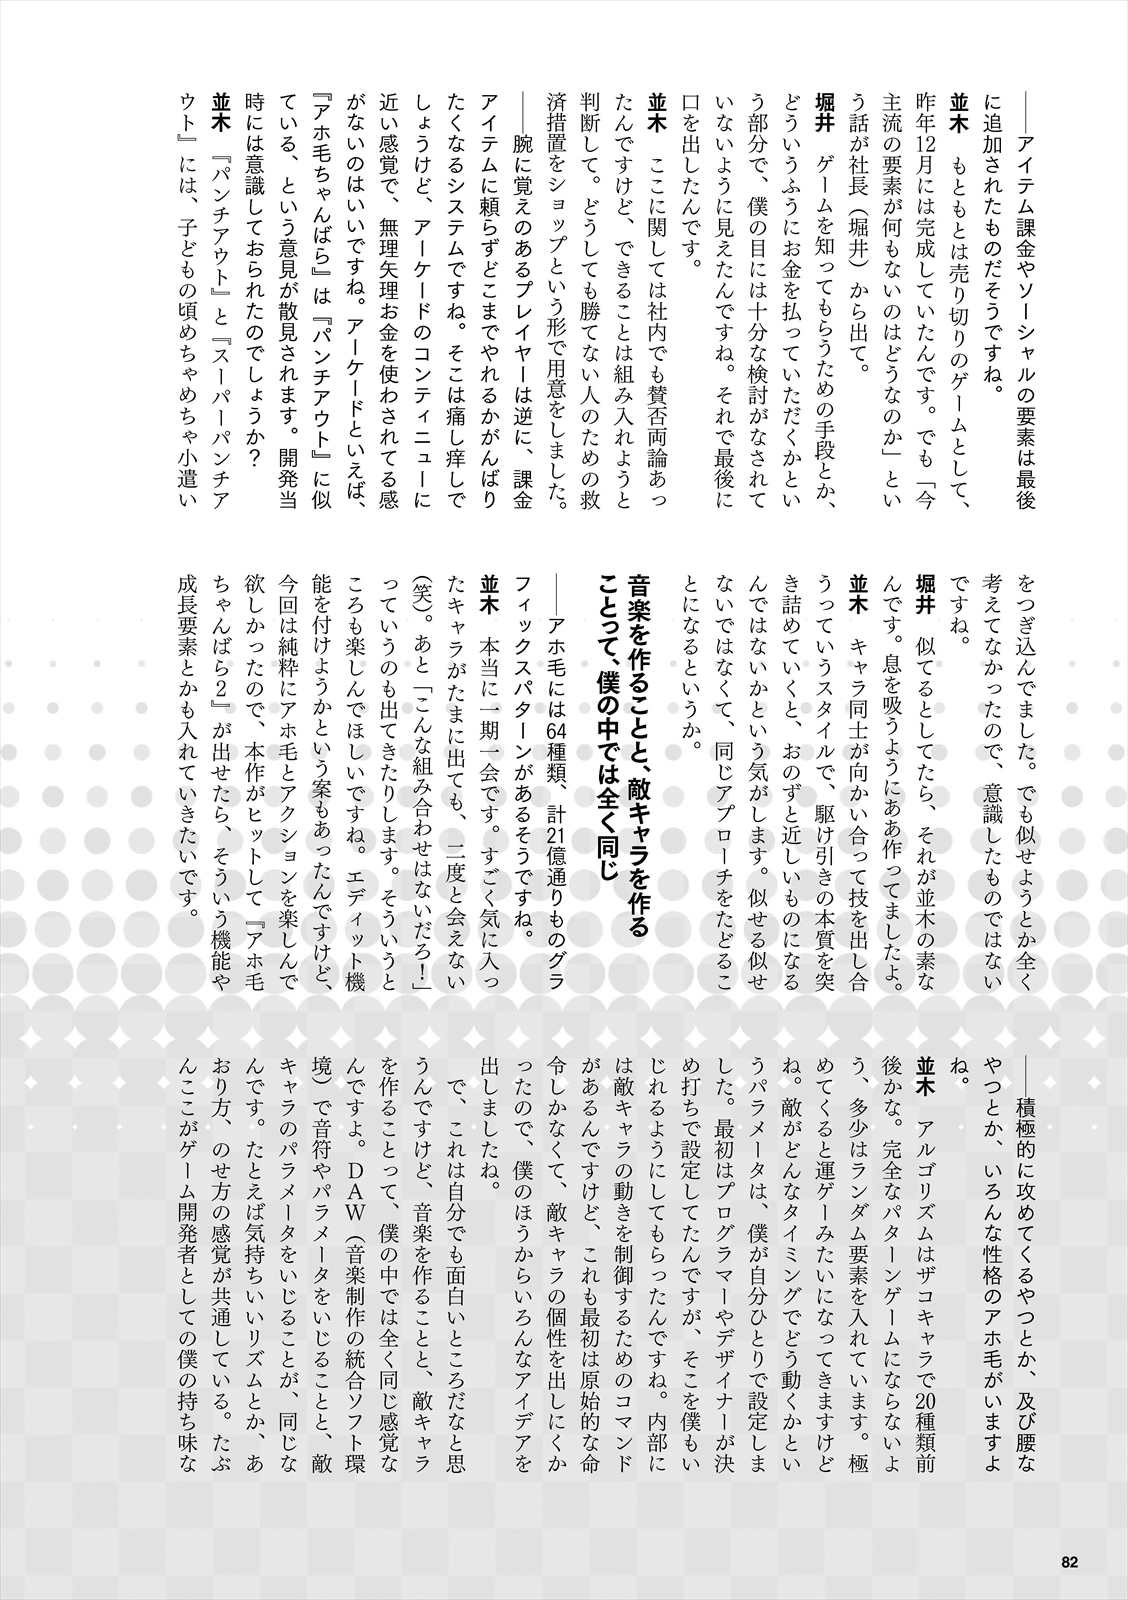 ――アイテム課金やソーシャルの要素は最後
に追加されたものだそうですね。
並木　もともとは売り切りのゲームとして、
昨年12月には完成していたんです。でも「今
主流の要素が何もないのはどうなのか」とい
う話が社長（堀井）から出て。
堀井　ゲームを知ってもらうための手段とか、
どういうふうにお金を払っていただくかとい
う部分で、僕の目には十分な検討がなされて
いないように見えたんですね。それで最後に
口を出したんです。
並木　ここに関しては社内でも賛否両論あっ
たんですけど、できることは組み入れようと
判断して。どうしても勝てない人のための救
済措置をショップという形で用意をしました。
――腕に覚えのあるプレイヤーは逆に、課金
アイテムに頼らずどこまでやれるかがんばり
たくなるシステムですね。そこは痛し痒しで
しょうけど、アーケードのコンティニューに
近い感覚で、無理矢理お金を使わされてる感
がないのはいいですね。アーケードといえば、
『アホ毛ちゃんばら』は『パンチアウト』に似
ている、という意見が散見されます。開発当
時には意識しておられたのでしょうか？
並木　『パンチアウト』と『スーパーパンチア
ウト』には、子どもの頃めちゃめちゃ小遣い
をつぎ込んでました。でも似せようとか全く
考えてなかったので、意識したものではない
ですね。
堀井　似てるとしてたら、それが並木の素な
んです。息を吸うようにああ作ってましたよ。
並木　キャラ同士が向かい合って技を出し合
うっていうスタイルで、駆け引きの本質を突
き詰めていくと、おのずと近しいものになる
んではないかという気がします。似せる似せ
ないではなくて、同じアプローチをたどるこ
とになるというか。
音楽を作ることと、敵キャラを作る
ことって、僕の中では全く同じ
――アホ毛には64種類、計21億通りものグラ
フィックスパターンがあるそうですね。
並木　本当に一期一会です。すごく気に入っ
たキャラがたまに出ても、二度と会えない
（笑）。あと「こんな組み合わせはないだろ！」
っていうのも出てきたりします。そういうと
ころも楽しんでほしいですね。エディット機
能を付けようかという案もあったんですけど、
今回は純粋にアホ毛とアクションを楽しんで
欲しかったので、本作がヒットして『アホ毛
ちゃんばら２』が出せたら、そういう機能や
成長要素とかも入れていきたいです。
――積極的に攻めてくるやつとか、及び腰な
やつとか、いろんな性格のアホ毛がいますよ
ね。
並木　アルゴリズムはザコキャラで20種類前
後かな。完全なパターンゲームにならないよ
う、多少はランダム要素を入れています。極
めてくると運ゲーみたいになってきますけど
ね。敵がどんなタイミングでどう動くかとい
うパラメータは、僕が自分ひとりで設定しま
した。最初はプログラマーやデザイナーが決
め打ちで設定してたんですが、そこを僕もい
じれるようにしてもらったんですね。内部に
は敵キャラの動きを制御するためのコマンド
があるんですけど、これも最初は原始的な命
令しかなくて、敵キャラの個性を出しにくか
ったので、僕のほうからいろんなアイデアを
出しましたね。
　で、これは自分でも面白いところだなと思
うんですけど、音楽を作ることと、敵キャラ
を作ることって、僕の中では全く同じ感覚な
んですよ。ＤＡＷ（音楽制作の統合ソフト環
境）で音符やパラメータをいじることと、敵
キャラのパラメータをいじることが、同じな
んです。たとえば気持ちいいリズムとか、あ
おり方、のせ方の感覚が共通している。たぶ
んここがゲーム開発者としての僕の持ち味な
82